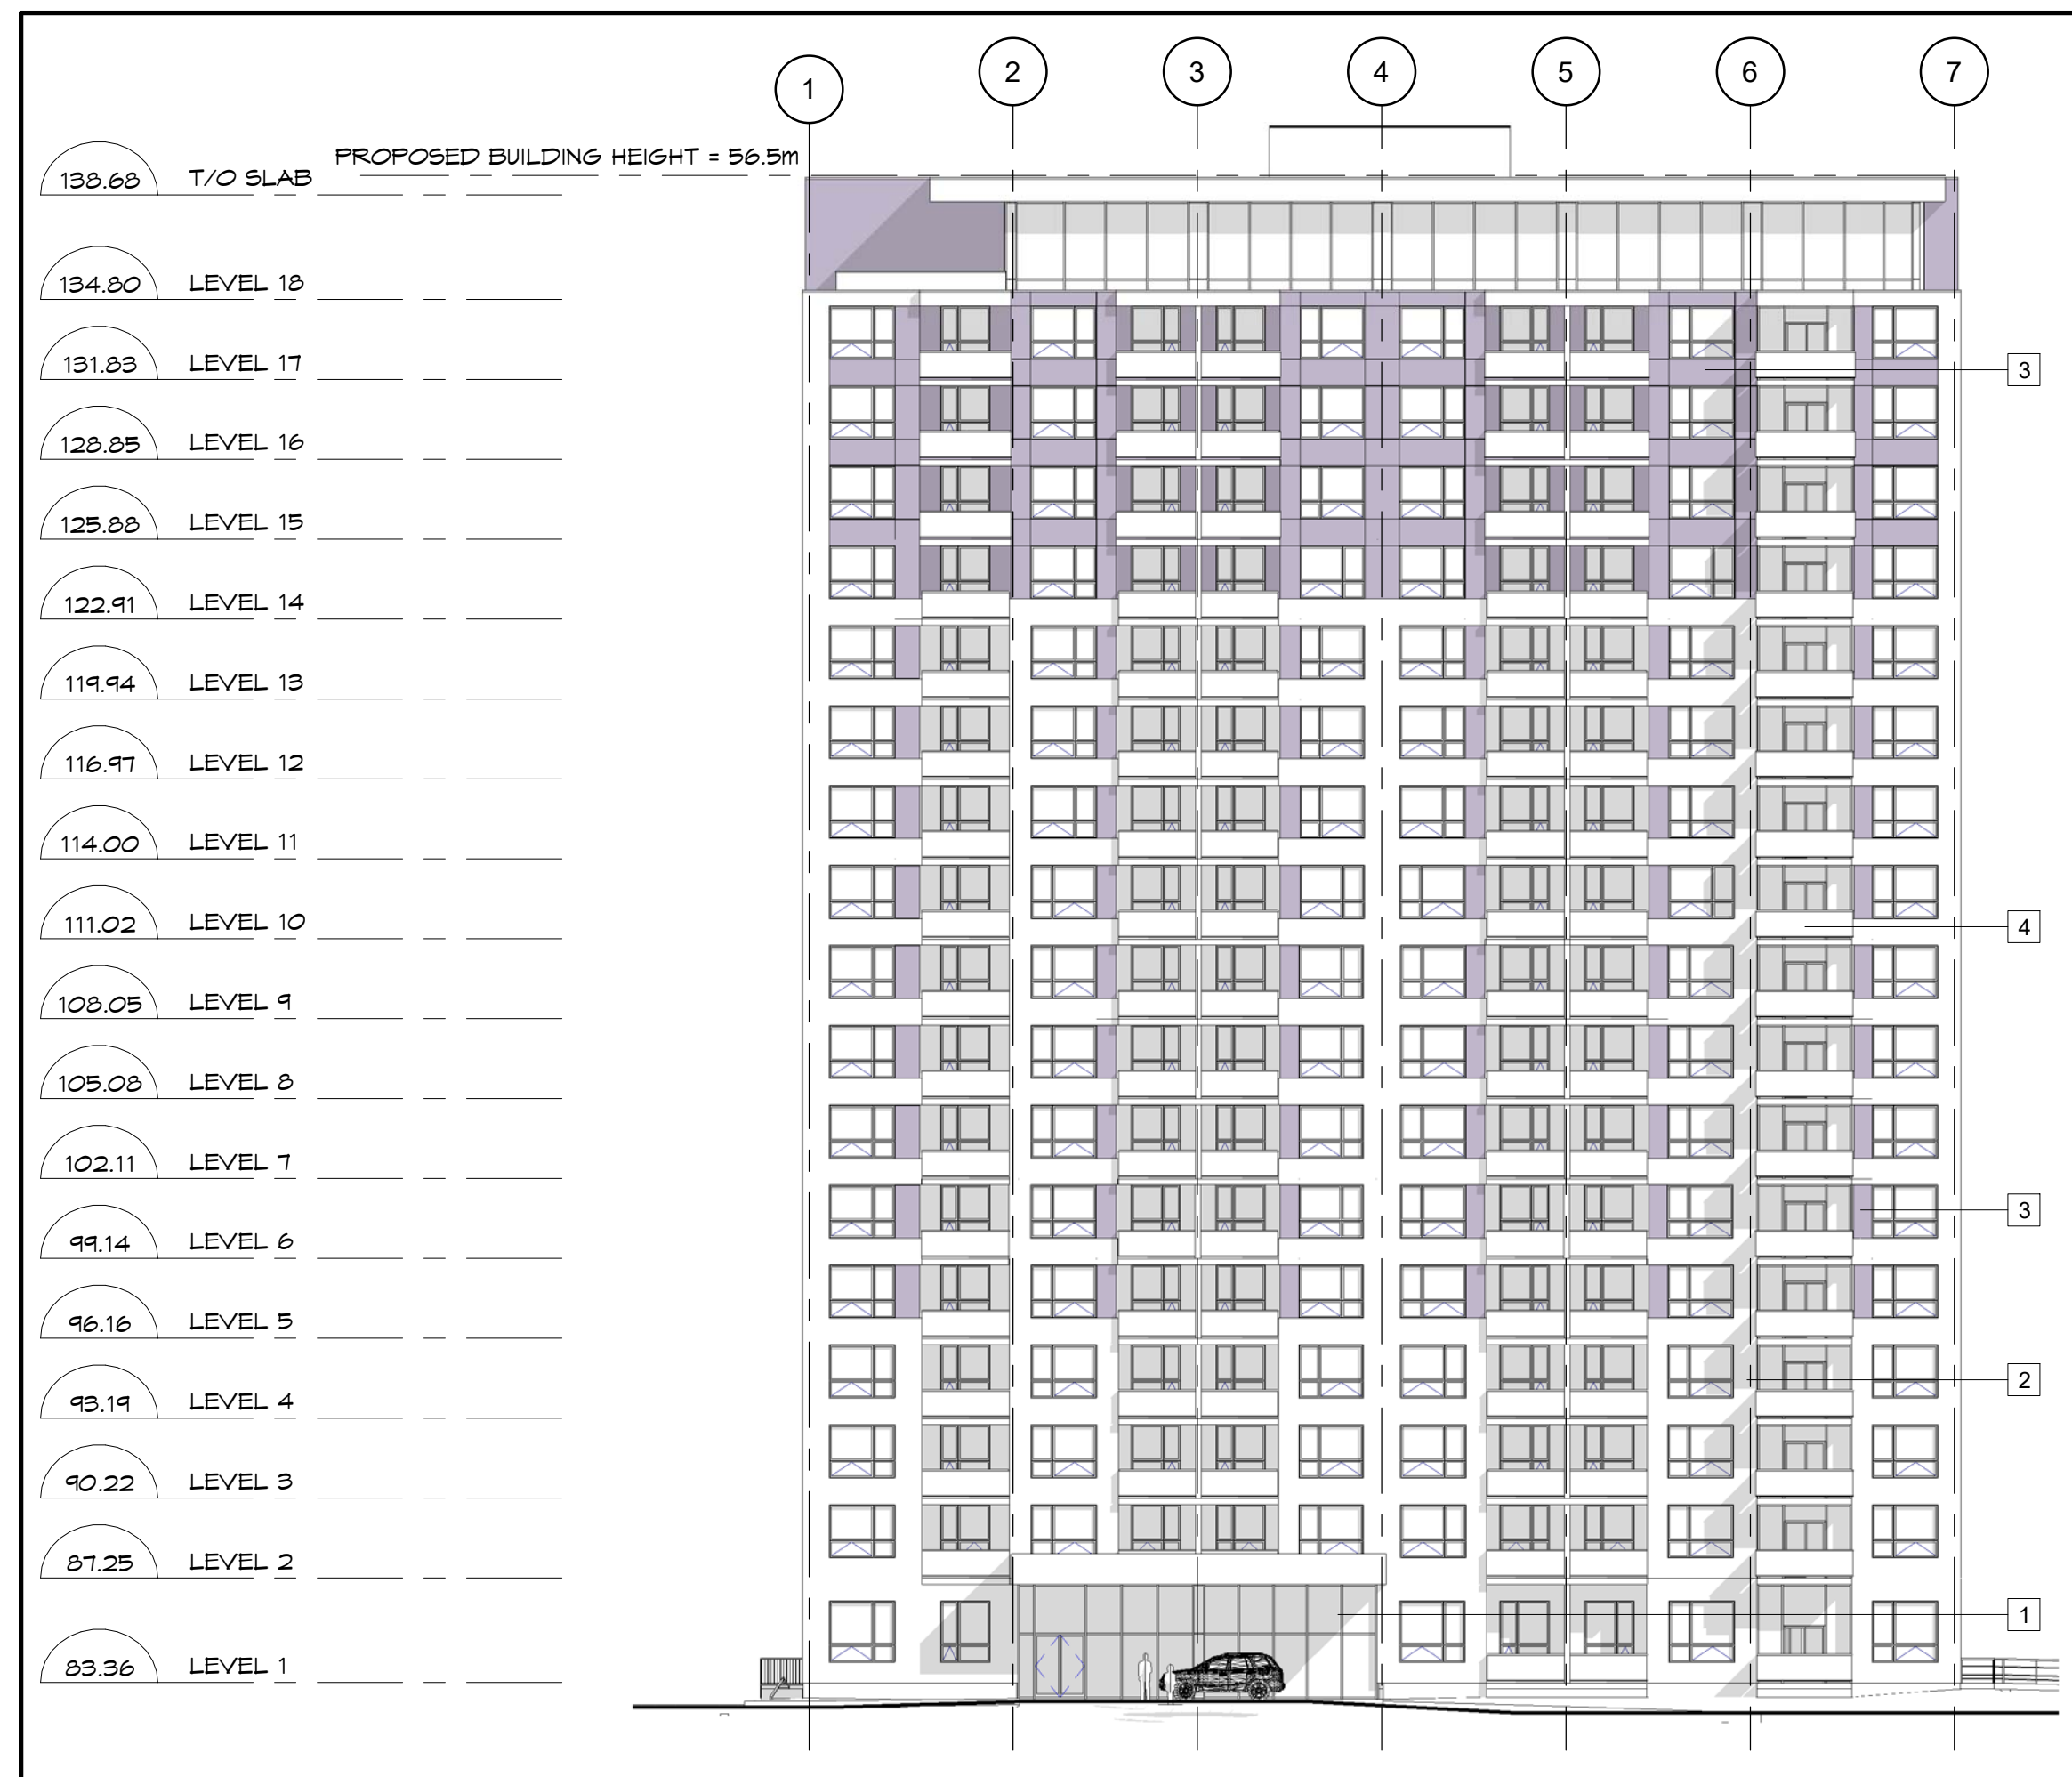 1 2 3 4 5 6 7
PROPOSED BUILDING HEIGHT = 56.5m
138.68 T/O SLAB
134.80 LEVEL 18
131.83 LEVEL 17
3
128.85 LEVEL 16
125.88 LEVEL 15
122.91 LEVEL 14
119.94 LEVEL 13
116.97 LEVEL 12
114.00 LEVEL 11
111.02 LEVEL 10
4
108.05 LEVEL 9
105.08 LEVEL 8
102.11 LEVEL 7
3
99.14 LEVEL 6
96.16 LEVEL 5
2
93.19 LEVEL 4
90.22 LEVEL 3
87.25 LEVEL 2
1
83.36 LEVEL 1